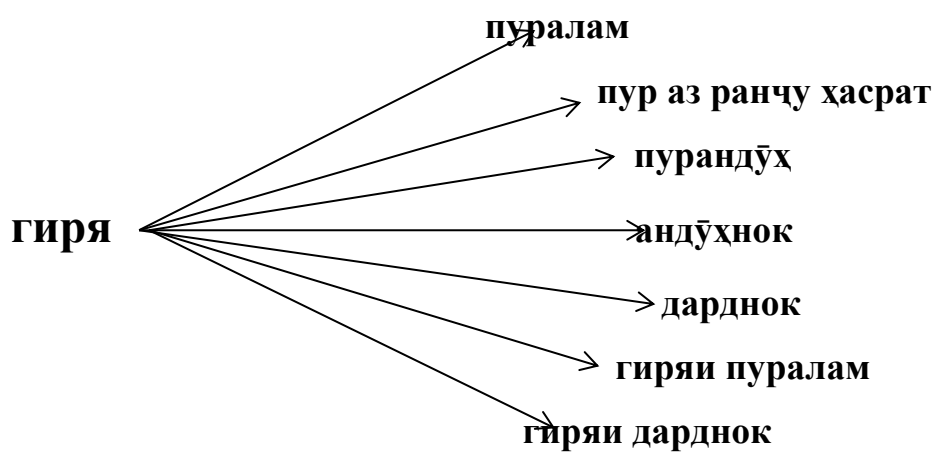 пуралам
пур аз ранҷу ҳасрат
пурандӯҳ
гиря
андӯҳнок
дарднок
гиряи пуралам
гиряи дарднок